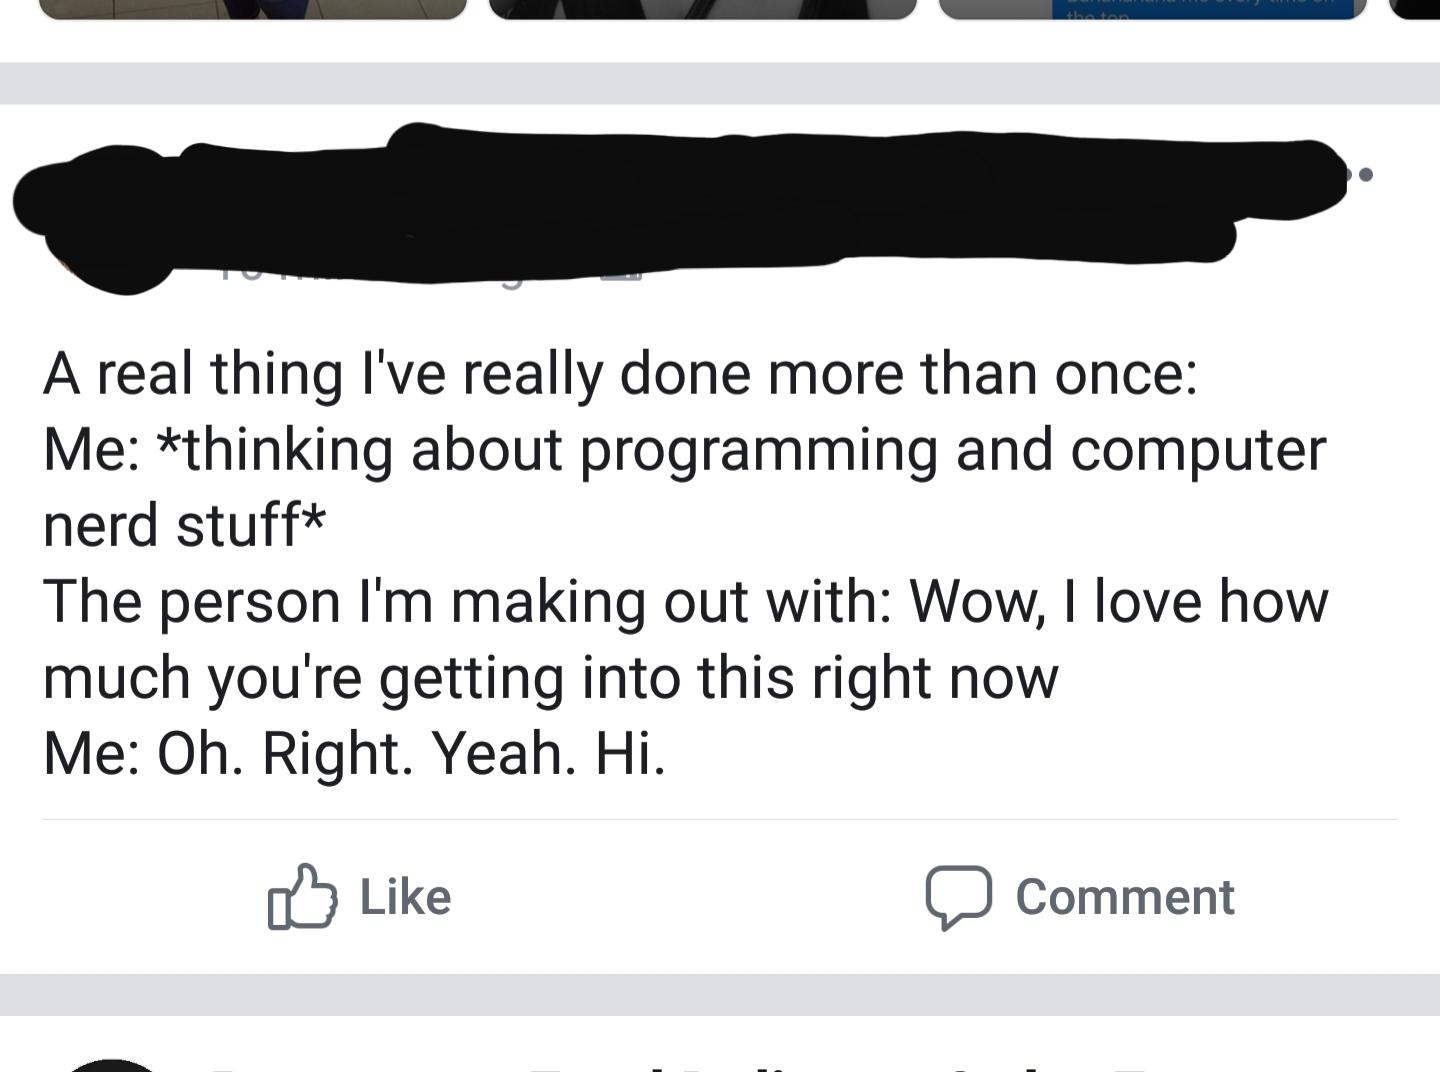 the top
A real thing I've really done more than once:
Me: *thinking about programming and computer
nerd stuff*
The person I'm making out with: Wow, I love how
much you're getting into this right now
Me: Oh. Right. Yeah. Hi.
Like
Comment